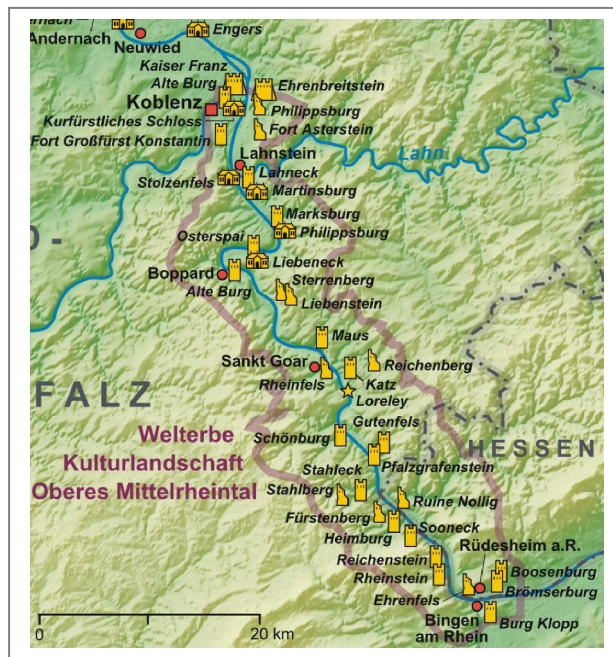 ernach
Andernach
Neuwied
Engers
Kaiser Franz
Alte Burg
Ehrenbreitstein
Koblenz
Philippsburg
Kurfürstliches Schloss
Fort Asterstein
Fort Großfürst Konstantin
Lahnstein
Lahn
Lahneck
Stolzenfels
Martinsburg
Marksburg
Osterspai
Philippsburg
O-
Liebeneck
Boppard
Sterrenberg
Alte Burg
Liebenstein
Maus
Sankt Goar
Reichenberg
Rheinfels
Katz
Loreley
FALZ
Gutenfels
Welterbe
Schönburg
HESSEN
Kulturlandschaft
Pfalzgrafenstein
Stahleck
Oberes Mittelrheintal
Stahlberg
Ruine Nollig
Fürstenberg
Sooneck
Heimburg
Rüdesheim a.R.
Reichenstein
Boosenburg
Rheinstein
Brömserburg
Ehrenfels
Bingen
am Rhein
Burg Klopp
0
20 km